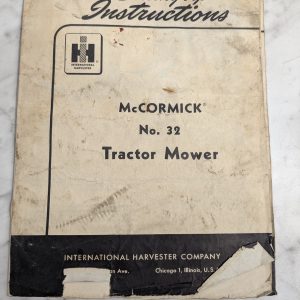 Instructions
INTERNATIONAL
HARVESTER
McCORMICK®
No. 32
Tractor Mower
INTERNATIONAL HARVESTER COMPANY
Ave. Chicago 1, Illinois, U.S.